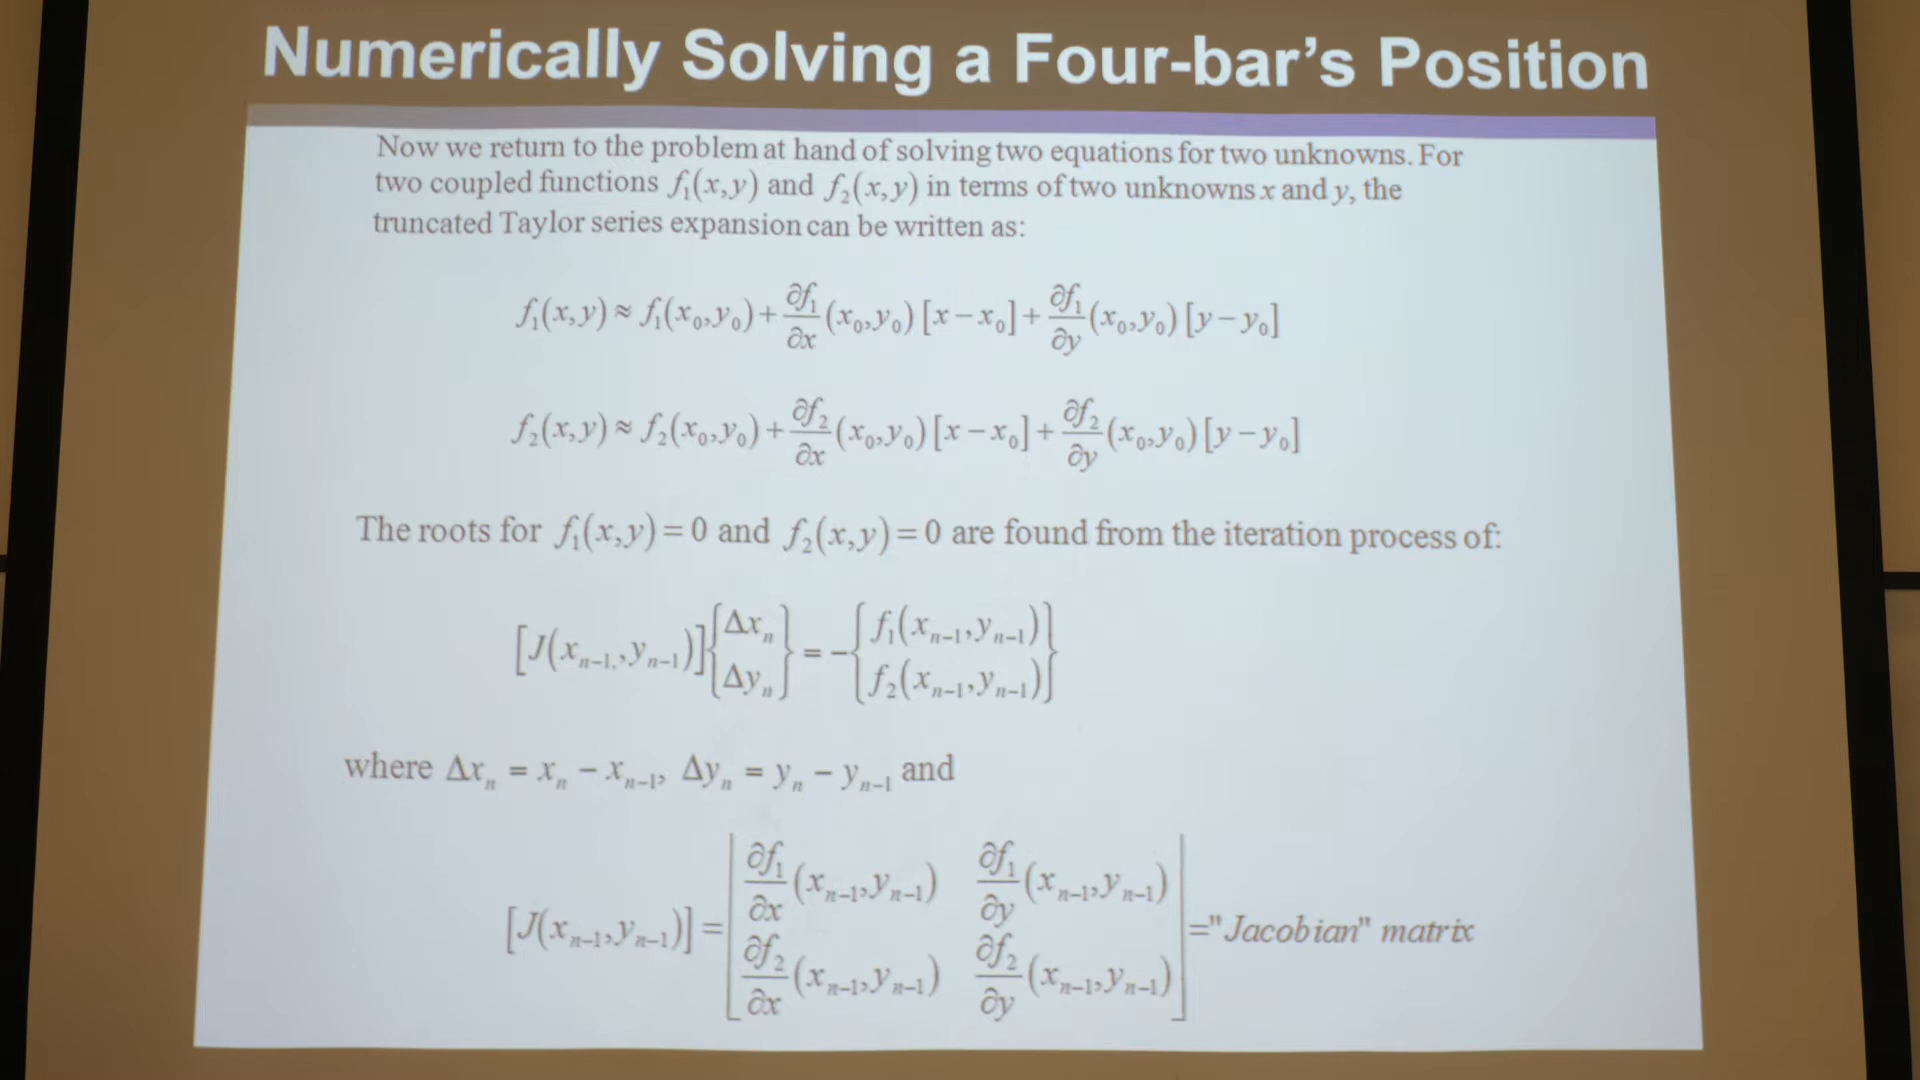 Numerically Solving a Four-bar's Position
Now we return to the problem at hand of solving two equations for two unknowns. For
two coupled functions f₁(x,y) and f₂(x,y) in terms of two unknowns x and y, the
truncated Taylor series expansion can be written as:
f₁(x,y) ≈ f₁(x₀,y₀) + ∂f₁/∂x (x₀,y₀) [x − x₀] + ∂f₁/∂y (x₀,y₀) [y − y₀]
f₂(x,y) ≈ f₂(x₀,y₀) + ∂f₂/∂x (x₀,y₀) [x − x₀] + ∂f₂/∂y (x₀,y₀) [y − y₀]
The roots for f₁(x,y) = 0 and f₂(x,y) = 0 are found from the iteration process of:
[J(xₙ₋₁,,yₙ₋₁)] {Δxₙ Δyₙ} = −{f₁(xₙ₋₁,yₙ₋₁) f₂(xₙ₋₁,yₙ₋₁)}
where Δxₙ = xₙ − xₙ₋₁, Δyₙ = yₙ − yₙ₋₁ and
[J(xₙ₋₁,yₙ₋₁)] = [∂f₁/∂x (xₙ₋₁,yₙ₋₁) ∂f₁/∂y (xₙ₋₁,yₙ₋₁) ∂f₂/∂x (xₙ₋₁,yₙ₋₁) ∂f₂/∂y (xₙ₋₁,yₙ₋₁)] ="Jacobian" matrix